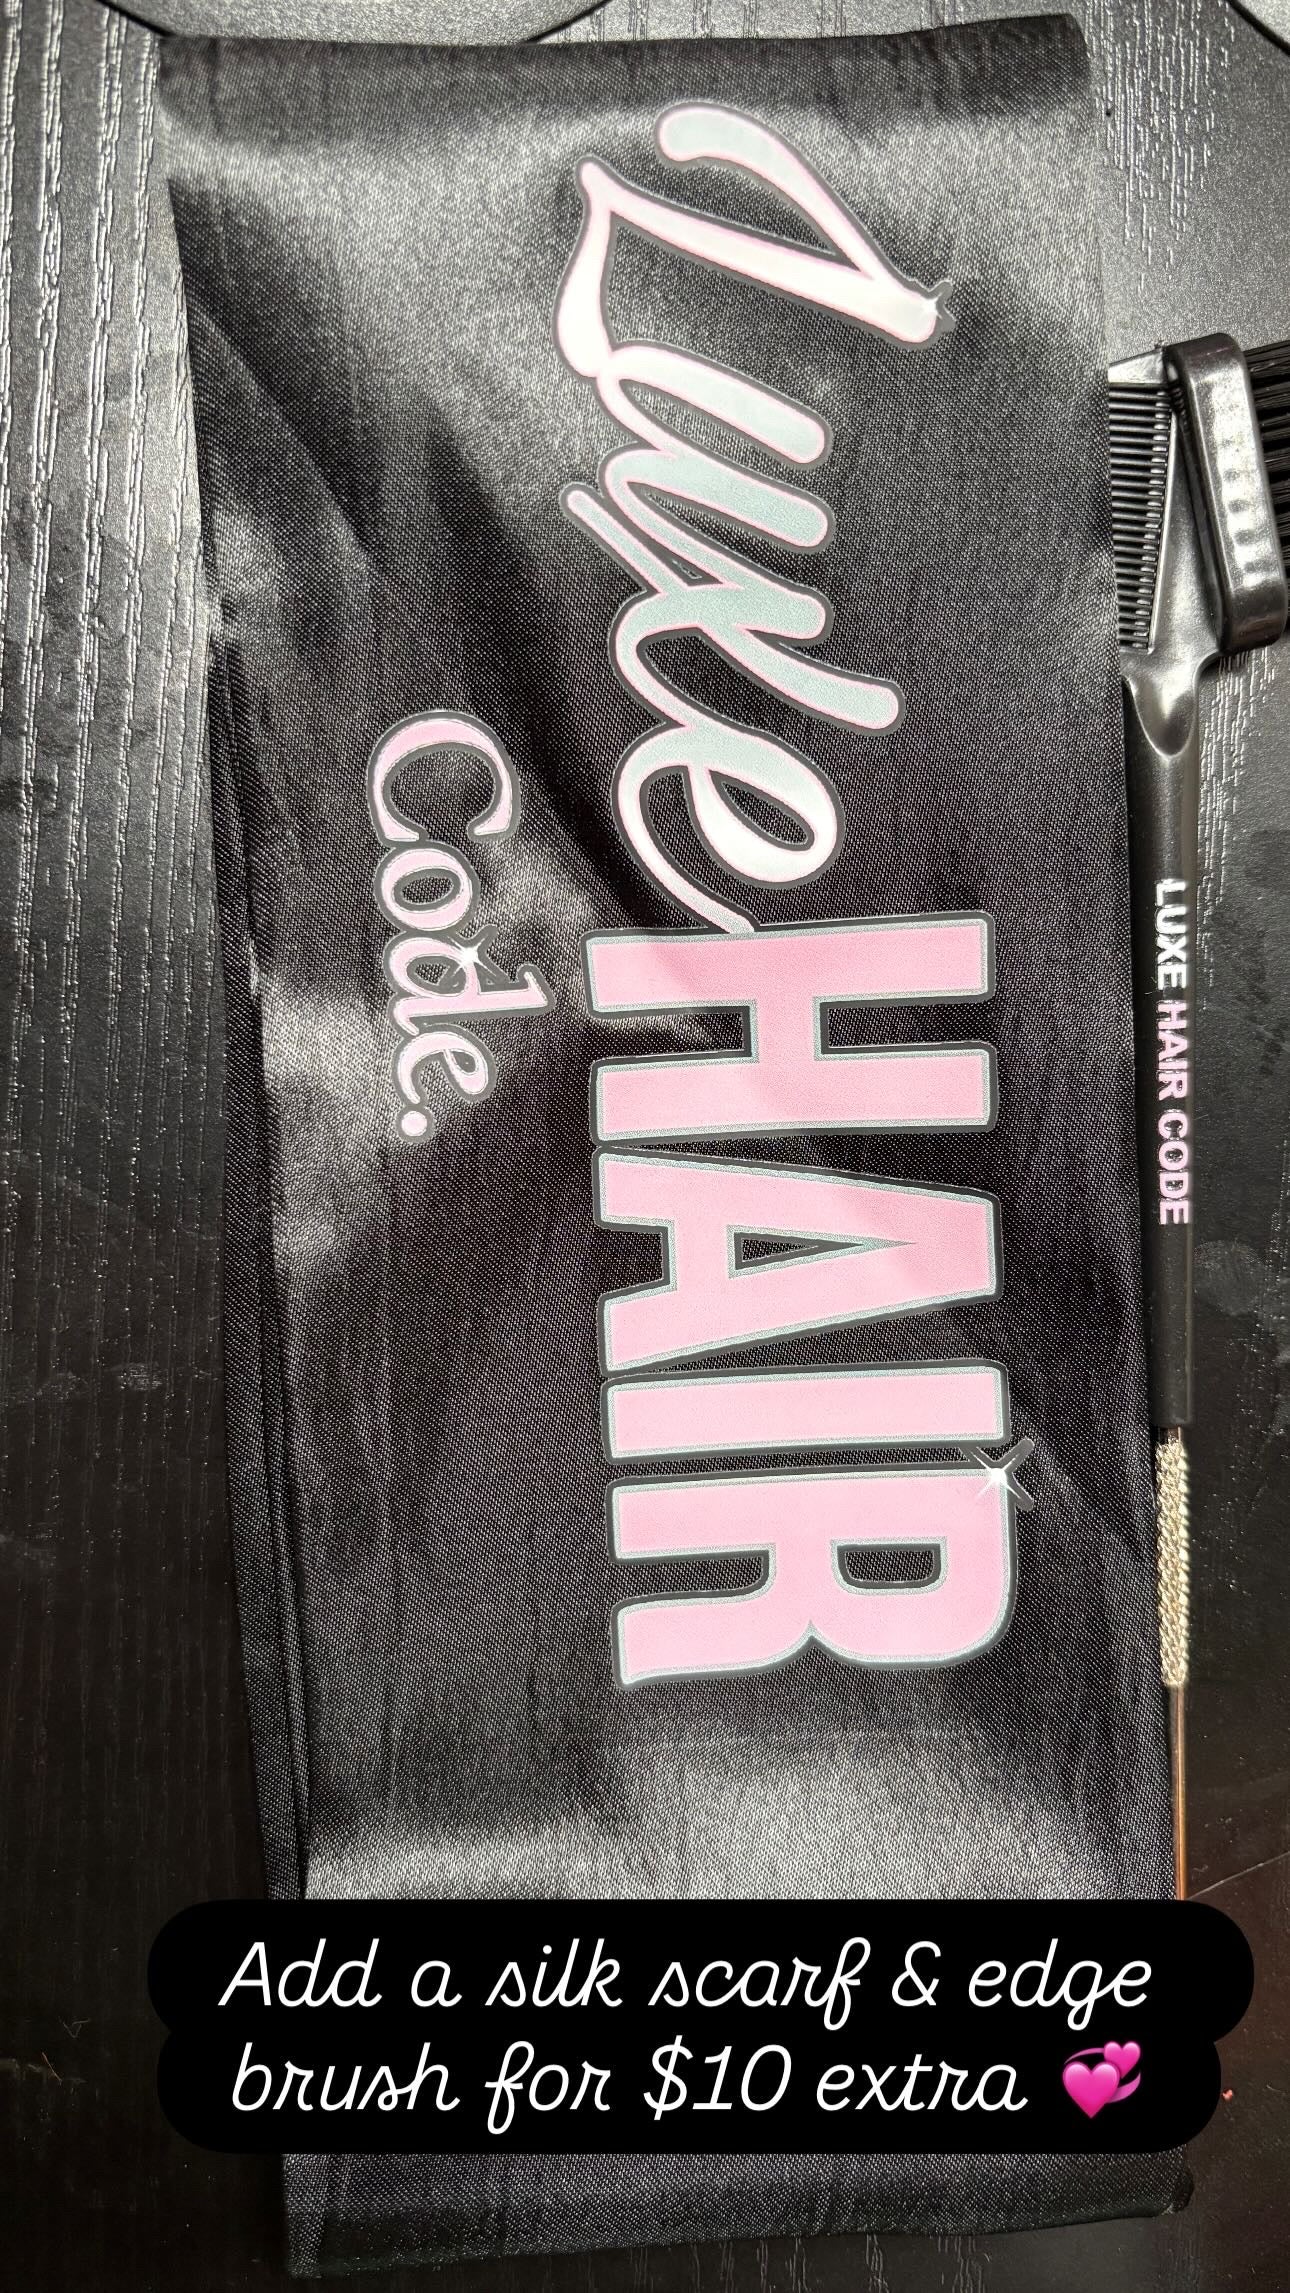 Luxe HAIR
Code.
LUXE HAIR CODE
Add a silk scarf & edge
brush for $10 extra 💞